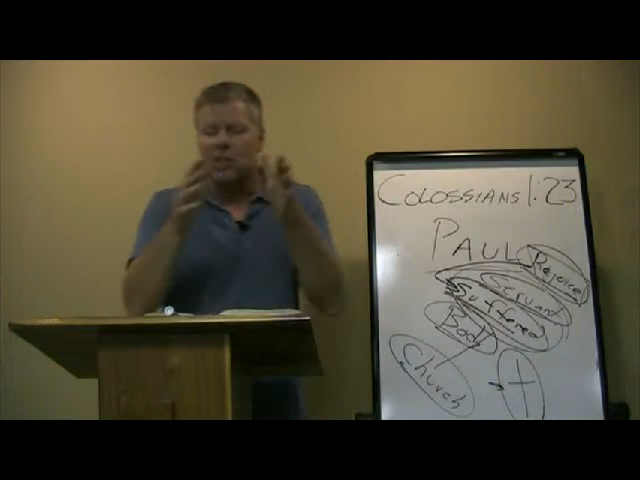 COLOSSIANS 1:23
PAUL
Rejoice
Servant
Suffered
Body
Church